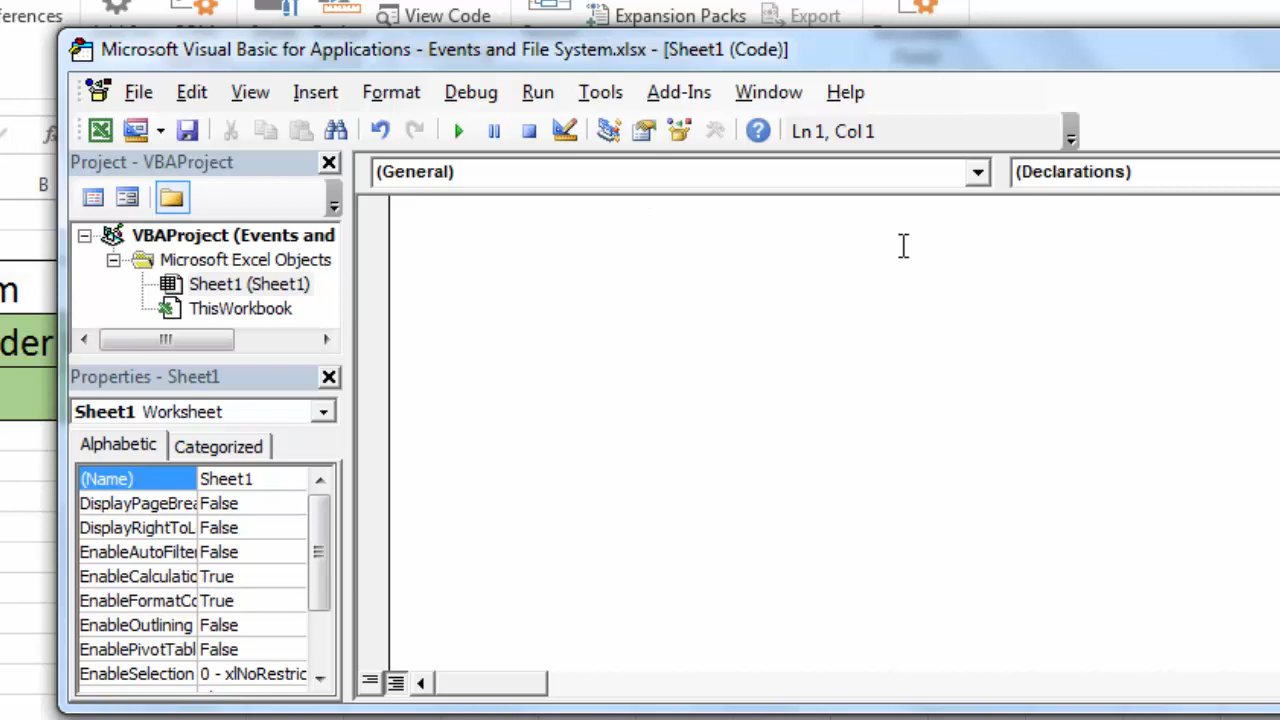 erences
View Code
Expansion Packs
Export
Microsoft Visual Basic for Applications - Events and File System.xlsx - [Sheet1 (Code)]
File Edit View Insert Format Debug Run Tools Add-Ins Window Help
Ln 1, Col 1
Project - VBAProject
(General)
(Declarations)
B
VBAProject (Events and
Microsoft Excel Objects
Sheet1 (Sheet1)
ThisWorkbook
m
der
Properties - Sheet1
Sheet1 Worksheet
Alphabetic Categorized
(Name) Sheet1
DisplayPageBrea False
DisplayRightToL False
EnableAutoFilter False
EnableCalculatic True
EnableFormatCo True
EnableOutlining False
EnablePivotTabl False
EnableSelection 0 - xlNoRestric